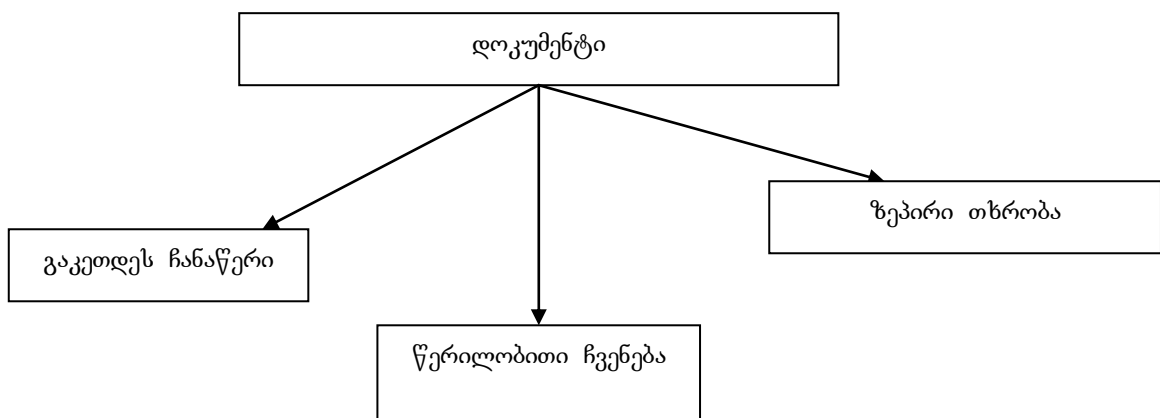 დოკუმენტი
ზეპირი თხრობა
გაკეთდეს ჩანაწერი
წერილობითი ჩვენება